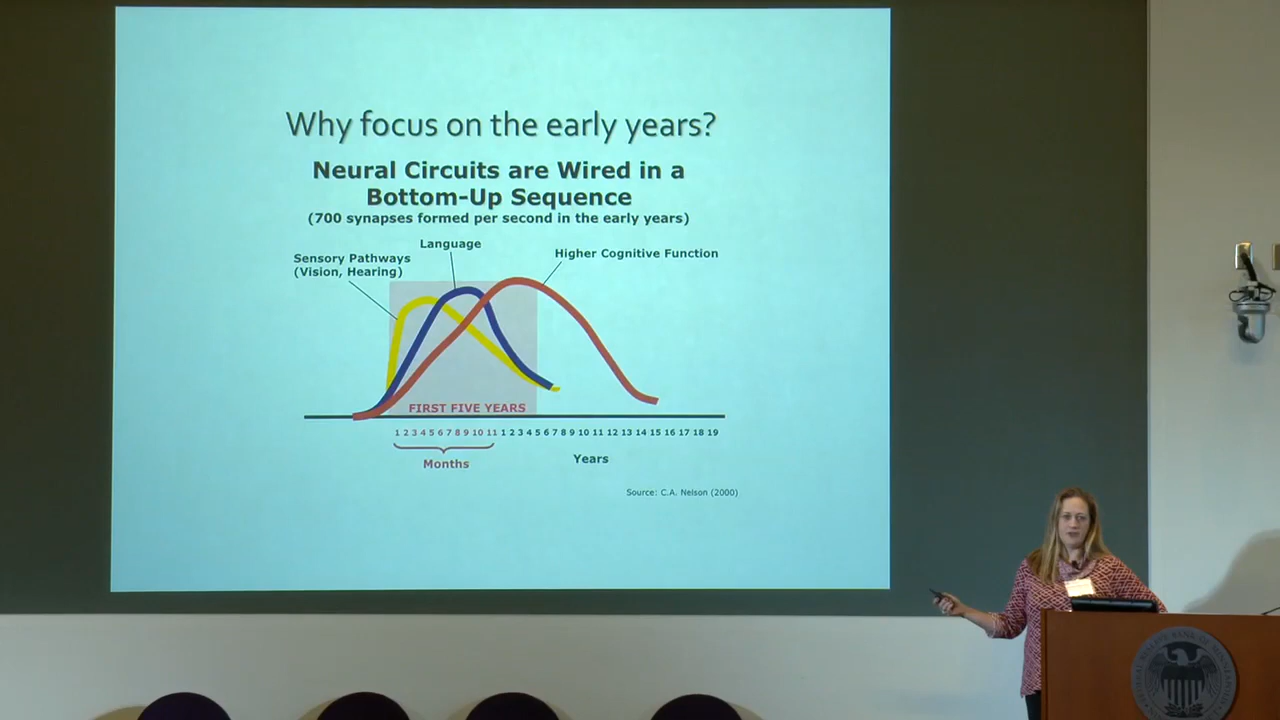 Why focus on the early years?
Neural Circuits are Wired in a
Bottom-Up Sequence
(700 synapses formed per second in the early years)
Language
Sensory Pathways
(Vision, Hearing)
Higher Cognitive Function
FIRST FIVE YEARS
1 2 3 4 5 6 7 8 9 10 11 1 2 3 4 5 6 7 8 9 10 11 12 13 14 15 16 17 18 19
Months
Years
Source: C.A. Nelson (2000)